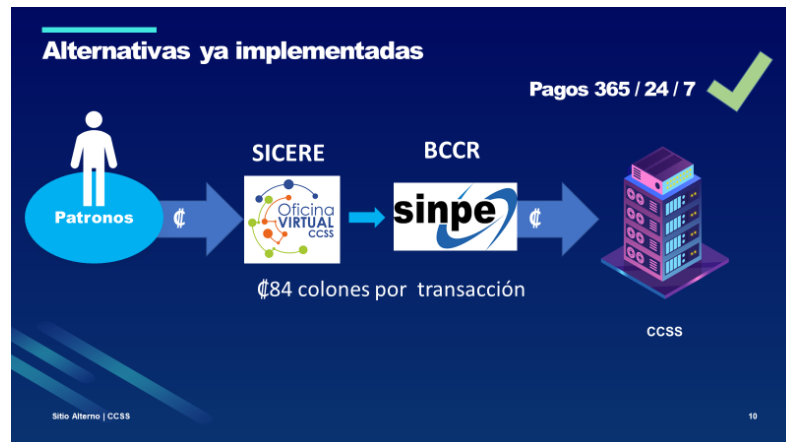 Alternativas ya implementadas
Pagos 365 / 24 / 7
SICERE
BCCR
Patronos
₡
Oficina
VIRTUAL
CCSS
sinpe
₡
₡84 colones por transacción
CCSS
Sitio Alterno | CCSS
10